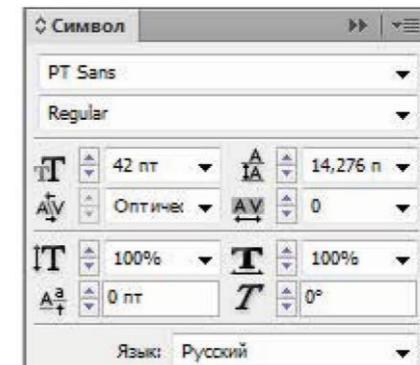 Символ
PT Sans
Regular
42 пт 14,276 п
Оптичес 0
100% 100%
0 пт 0°
Язык: Русский